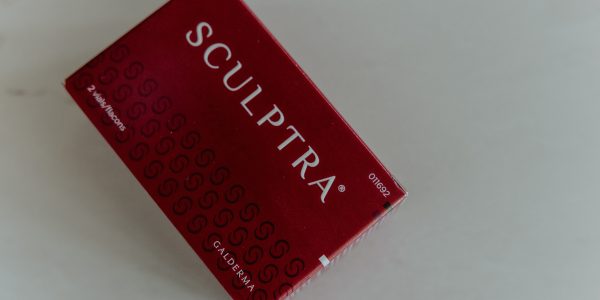 SCULPTRA®
2 vials/flacons
011692
GALDERMA